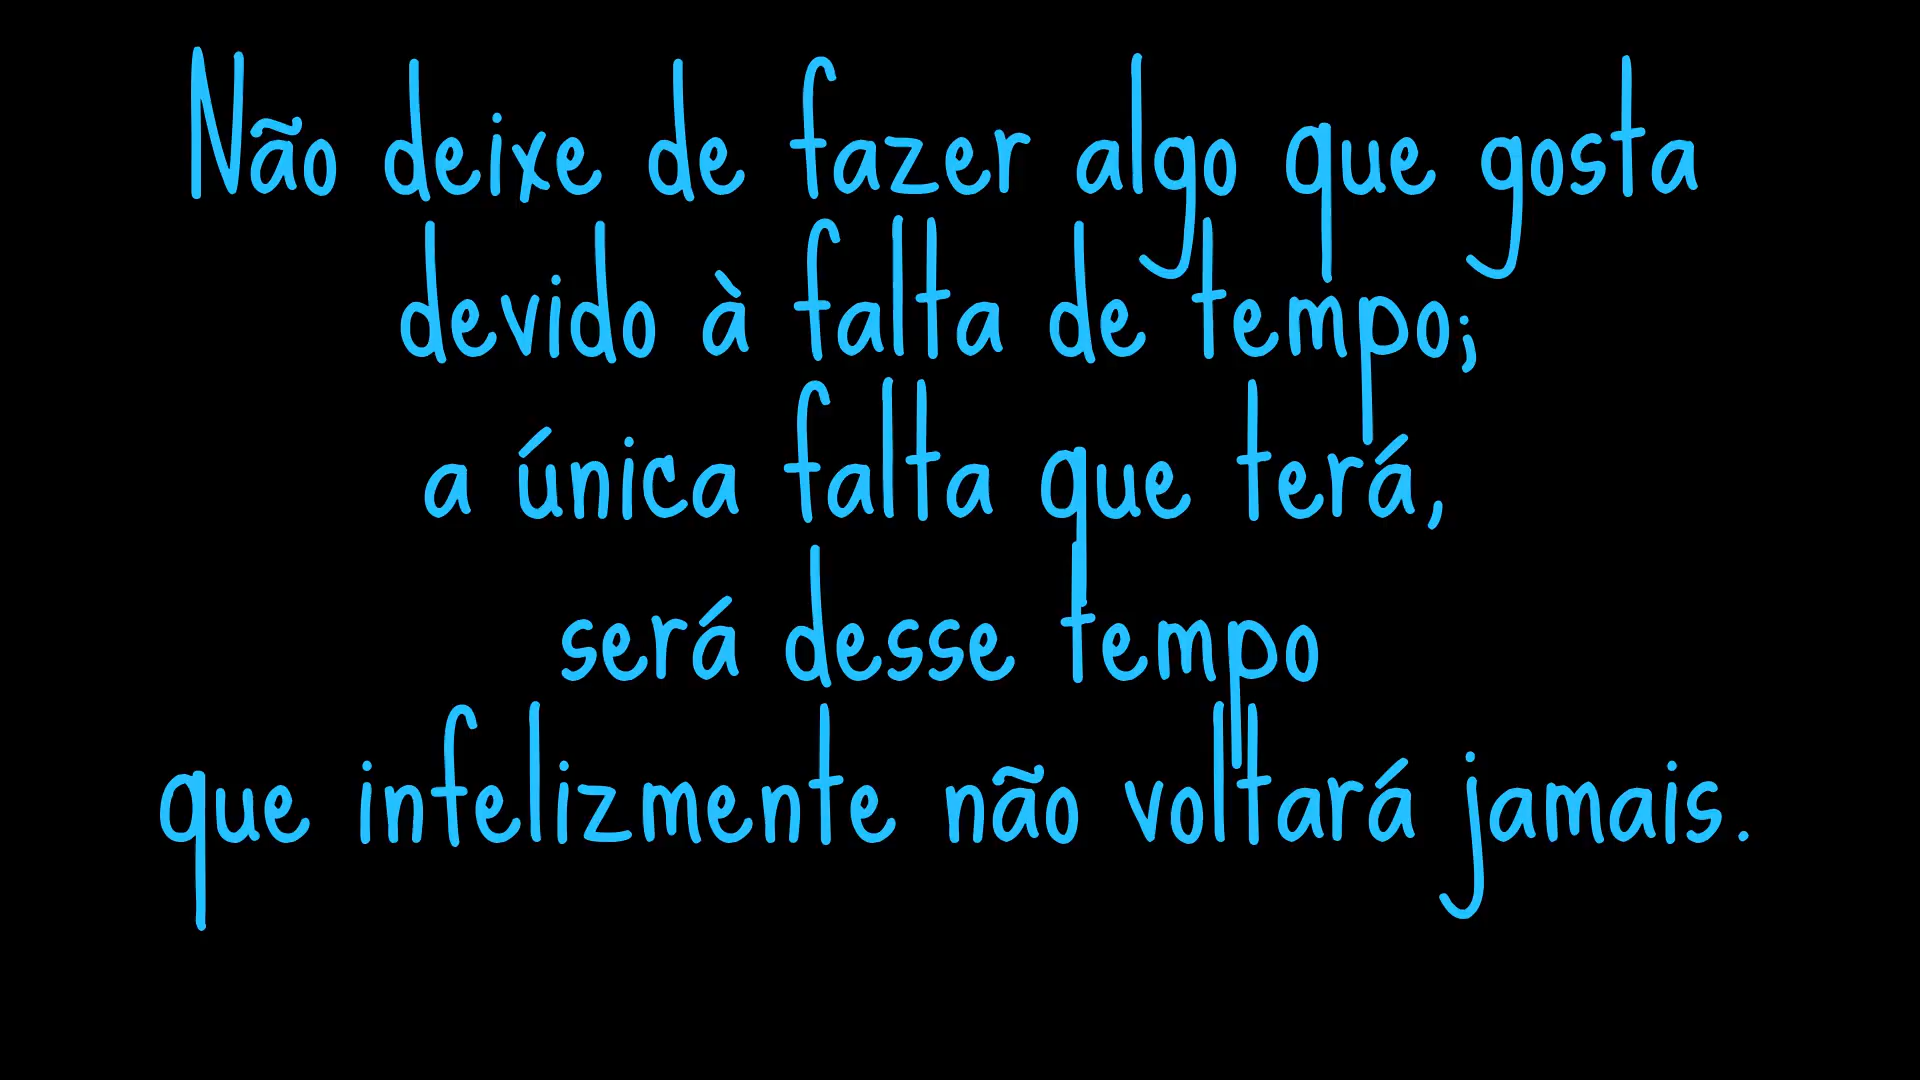 Não deixe de fazer algo que gosta
devido à falta de tempo;
a única falta que terá,
será desse tempo
que infelizmente não voltará jamais.